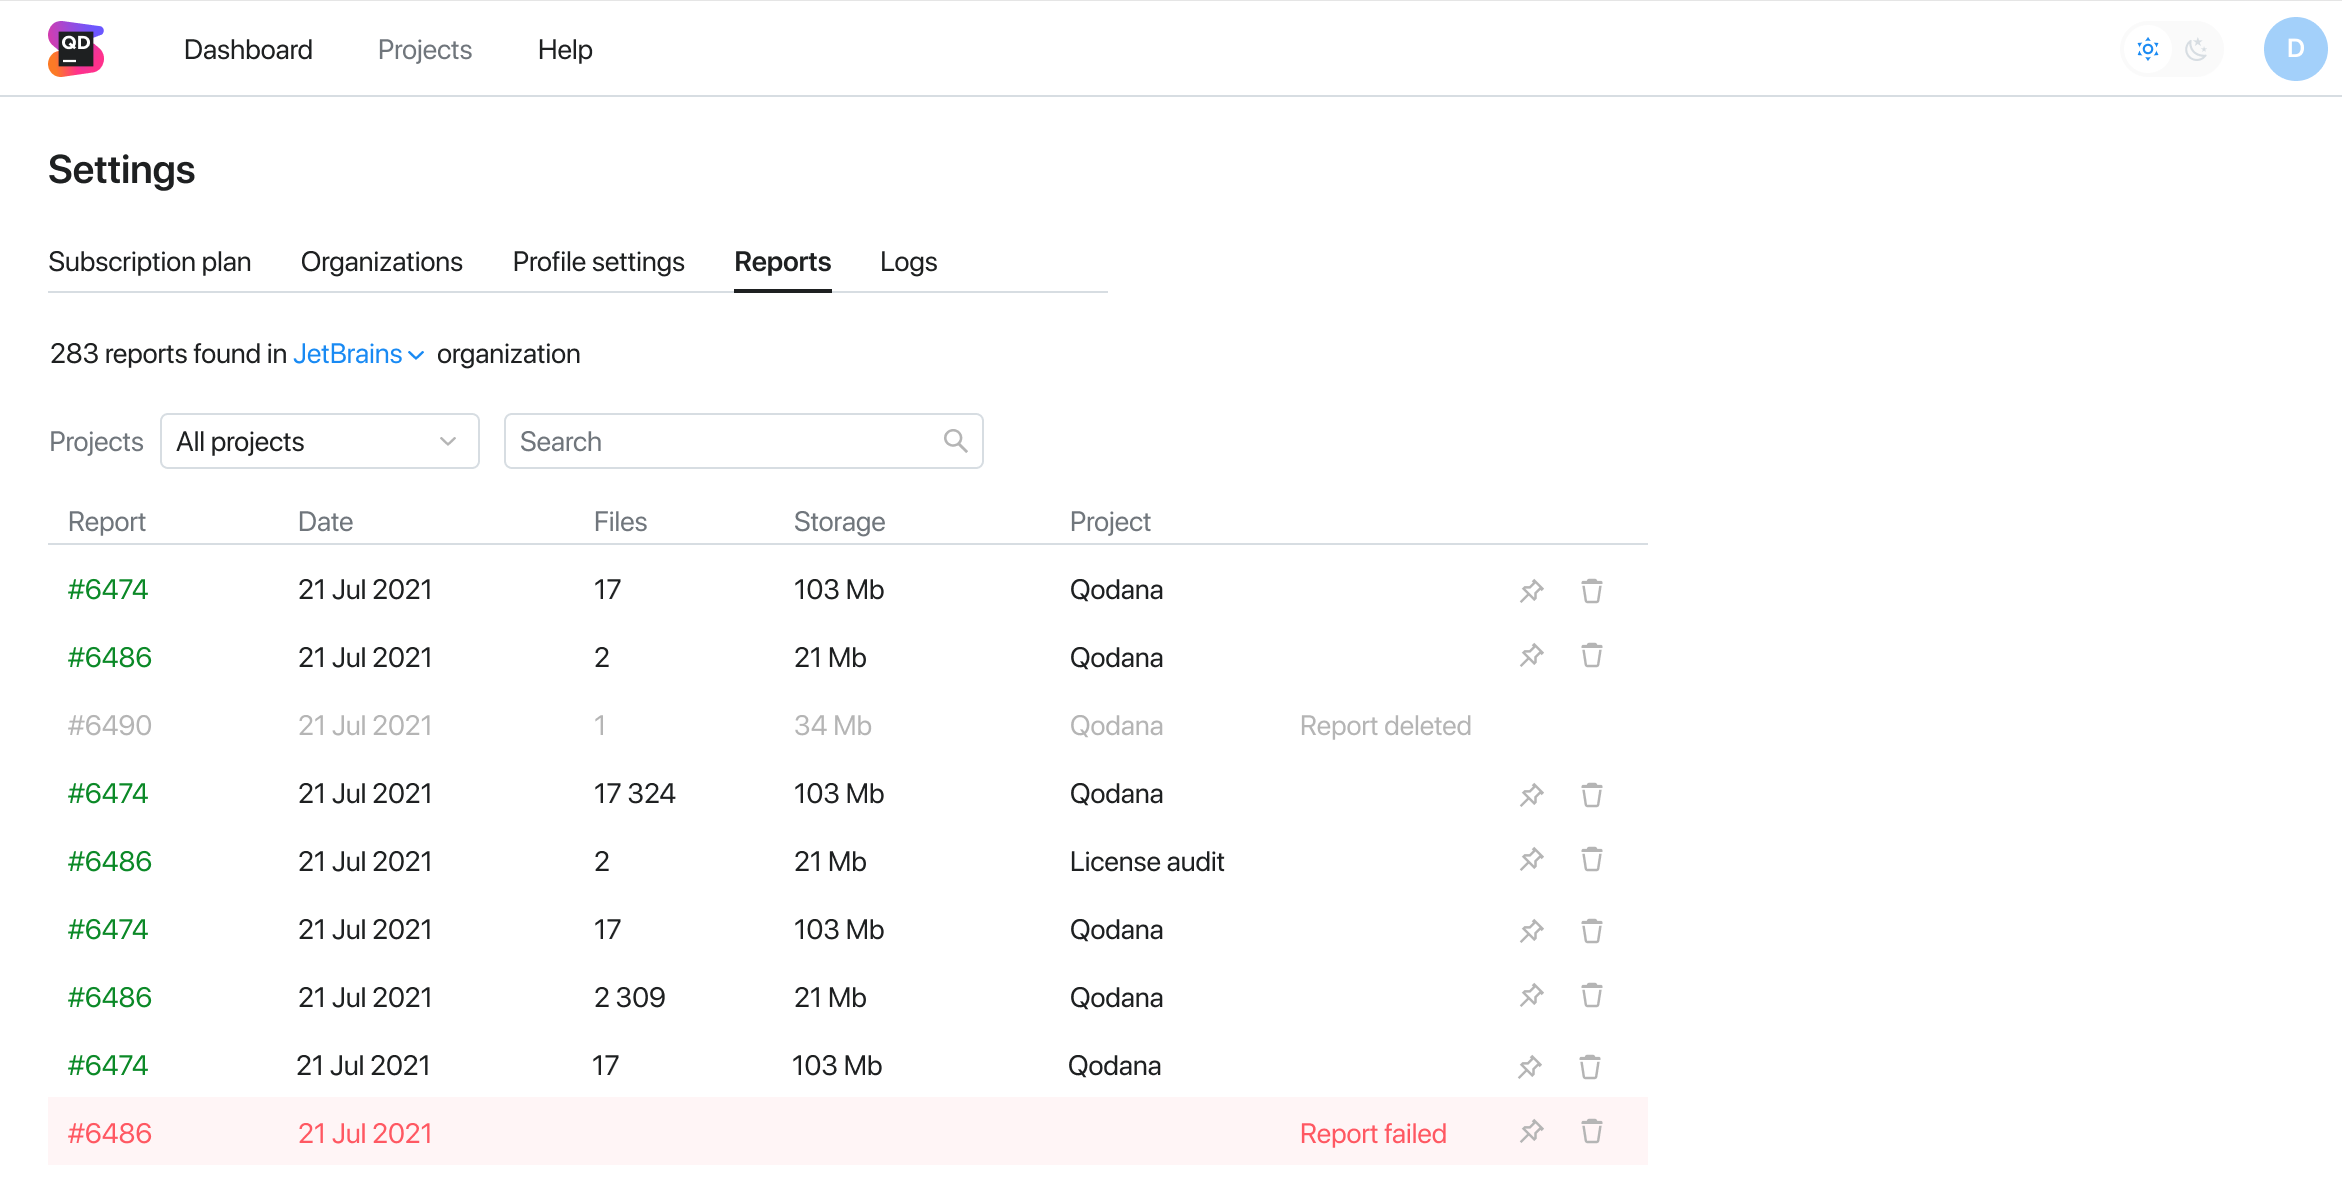 QD Dashboard Projects Help D
Settings
Subscription plan Organizations Profile settings Reports Logs
283 reports found in JetBrains organization
Projects All projects Search
Report Date Files Storage Project
#6474 21 Jul 2021 17 103 Mb Qodana
#6486 21 Jul 2021 2 21 Mb Qodana
#6490 21 Jul 2021 1 34 Mb Qodana Report deleted
#6474 21 Jul 2021 17 324 103 Mb Qodana
#6486 21 Jul 2021 2 21 Mb License audit
#6474 21 Jul 2021 17 103 Mb Qodana
#6486 21 Jul 2021 2 309 21 Mb Qodana
#6474 21 Jul 2021 17 103 Mb Qodana
#6486 21 Jul 2021 Report failed